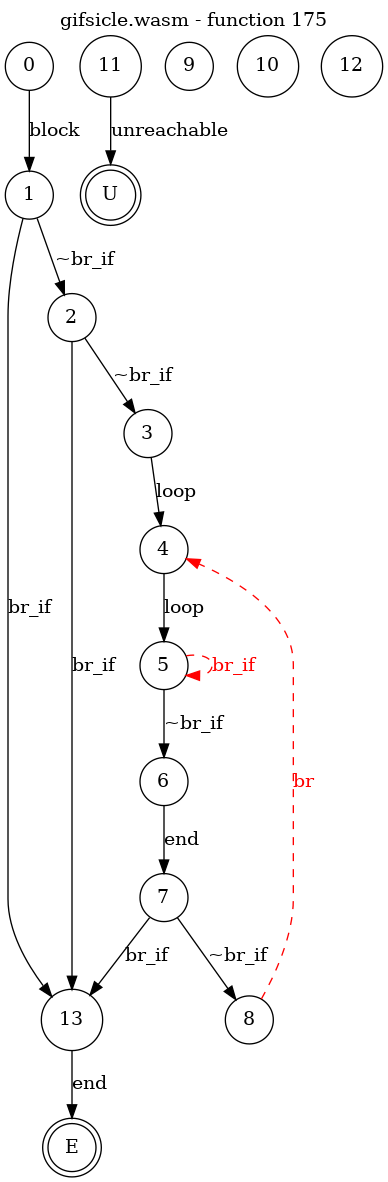 gifsicle.wasm - function 175
0
11
9
10
12
block
unreachable
1
U
~br_if
2
~br_if
3
loop
4
br_if
br_if
loop
5
br_if
~br_if
6
br
end
7
br_if
~br_if
13
8
end
E